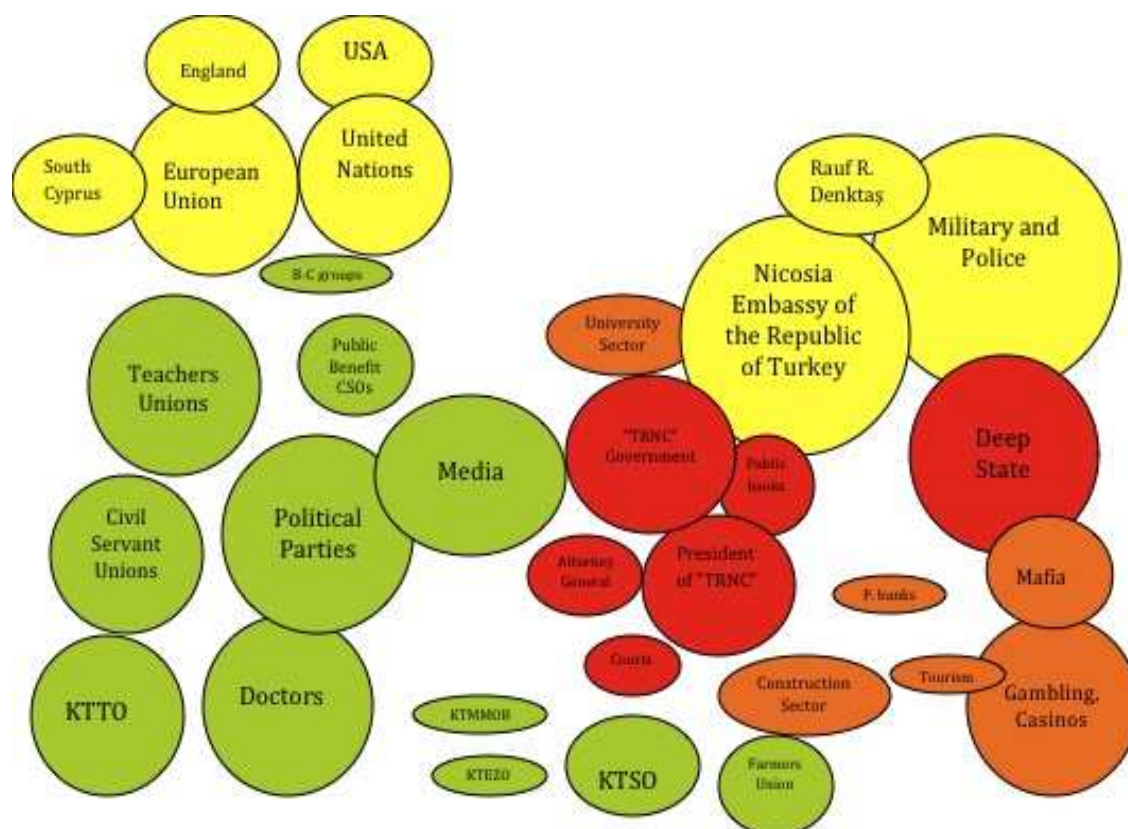 England
USA
South
Cyprus
European
Union
United
Nations
B-C groups
Rauf R.
Denktaş
Military and
Police
Nicosia
Embassy of
the Republic
of Turkey
University
Sector
Teachers
Unions
Public
Benefit
CSOs
Media
"TRNC"
Government
Public
banks
Deep
State
Civil
Servant
Unions
Political
Parties
Attorney
General
President
of "TRNC"
P. banks
Mafia
KTTO
Doctors
Courts
KTMMOB
KTEZO
KTSO
Construction
Sector
Tourism
Gambling,
Casinos
Farmors
Union